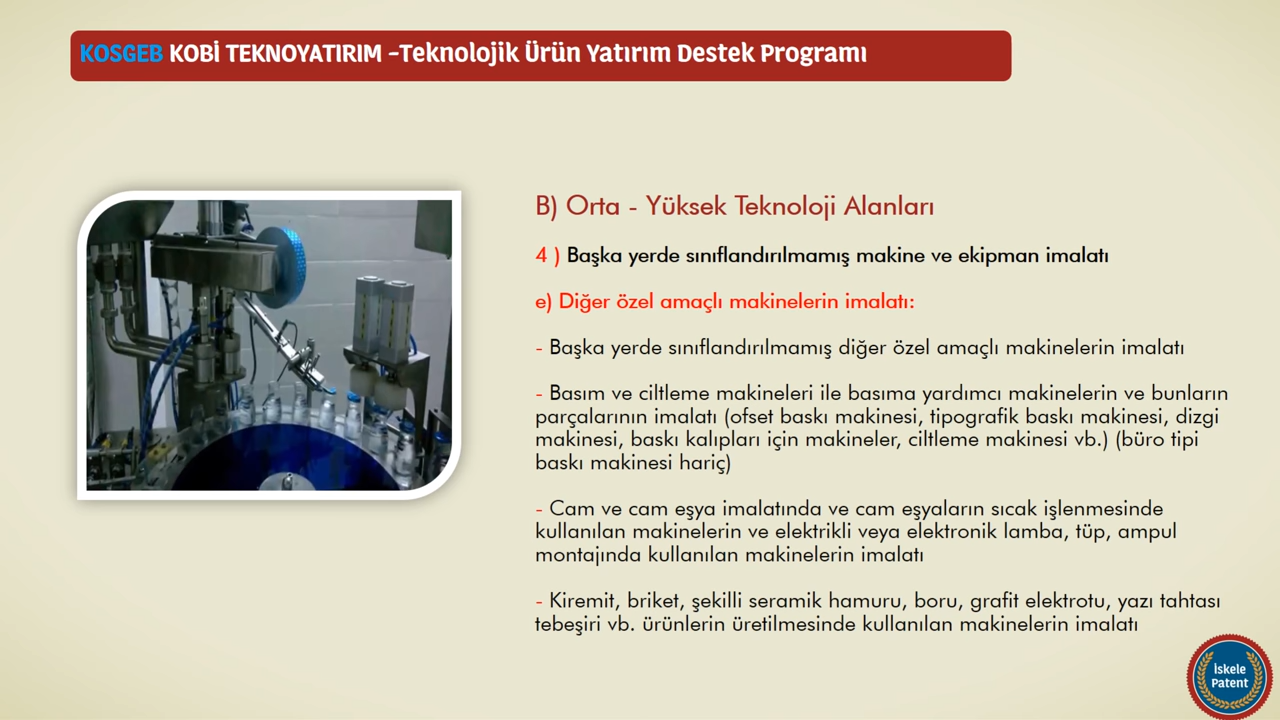 KOSGEB KOBİ TEKNOYATIRIM -Teknolojik Ürün Yatırım Destek Programı
B) Orta - Yüksek Teknoloji Alanları
4 ) Başka yerde sınıflandırılmamış makine ve ekipman imalatı
e) Diğer özel amaçlı makinelerin imalatı:
- Başka yerde sınıflandırılmamış diğer özel amaçlı makinelerin imalatı
- Basım ve ciltleme makineleri ile basıma yardımcı makinelerin ve bunların
parçalarının imalatı (ofset baskı makinesi, tipografik baskı makinesi, dizgi
makinesi, baskı kalıpları için makineler, ciltleme makinesi vb.) (büro tipi
baskı makinesi hariç)
- Cam ve cam eşya imalatında ve cam eşyaların sıcak işlenmesinde
kullanılan makinelerin ve elektrikli veya elektronik lamba, tüp, ampul
montajında kullanılan makinelerin imalatı
- Kiremit, briket, şekilli seramik hamuru, boru, grafit elektrotu, yazı tahtası
tebeşiri vb. ürünlerin üretilmesinde kullanılan makinelerin imalatı
İskele
Patent